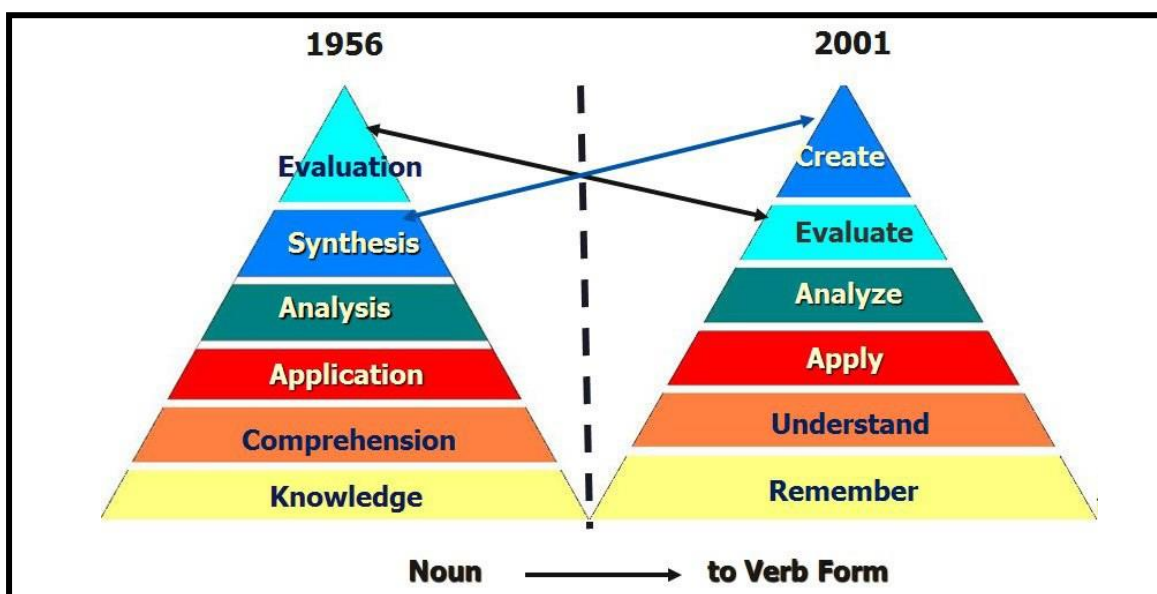 1956
Evaluation
Synthesis
Analysis
Application
Comprehension
Knowledge
2001
Create
Evaluate
Analyze
Apply
Understand
Remember
Noun to Verb Form